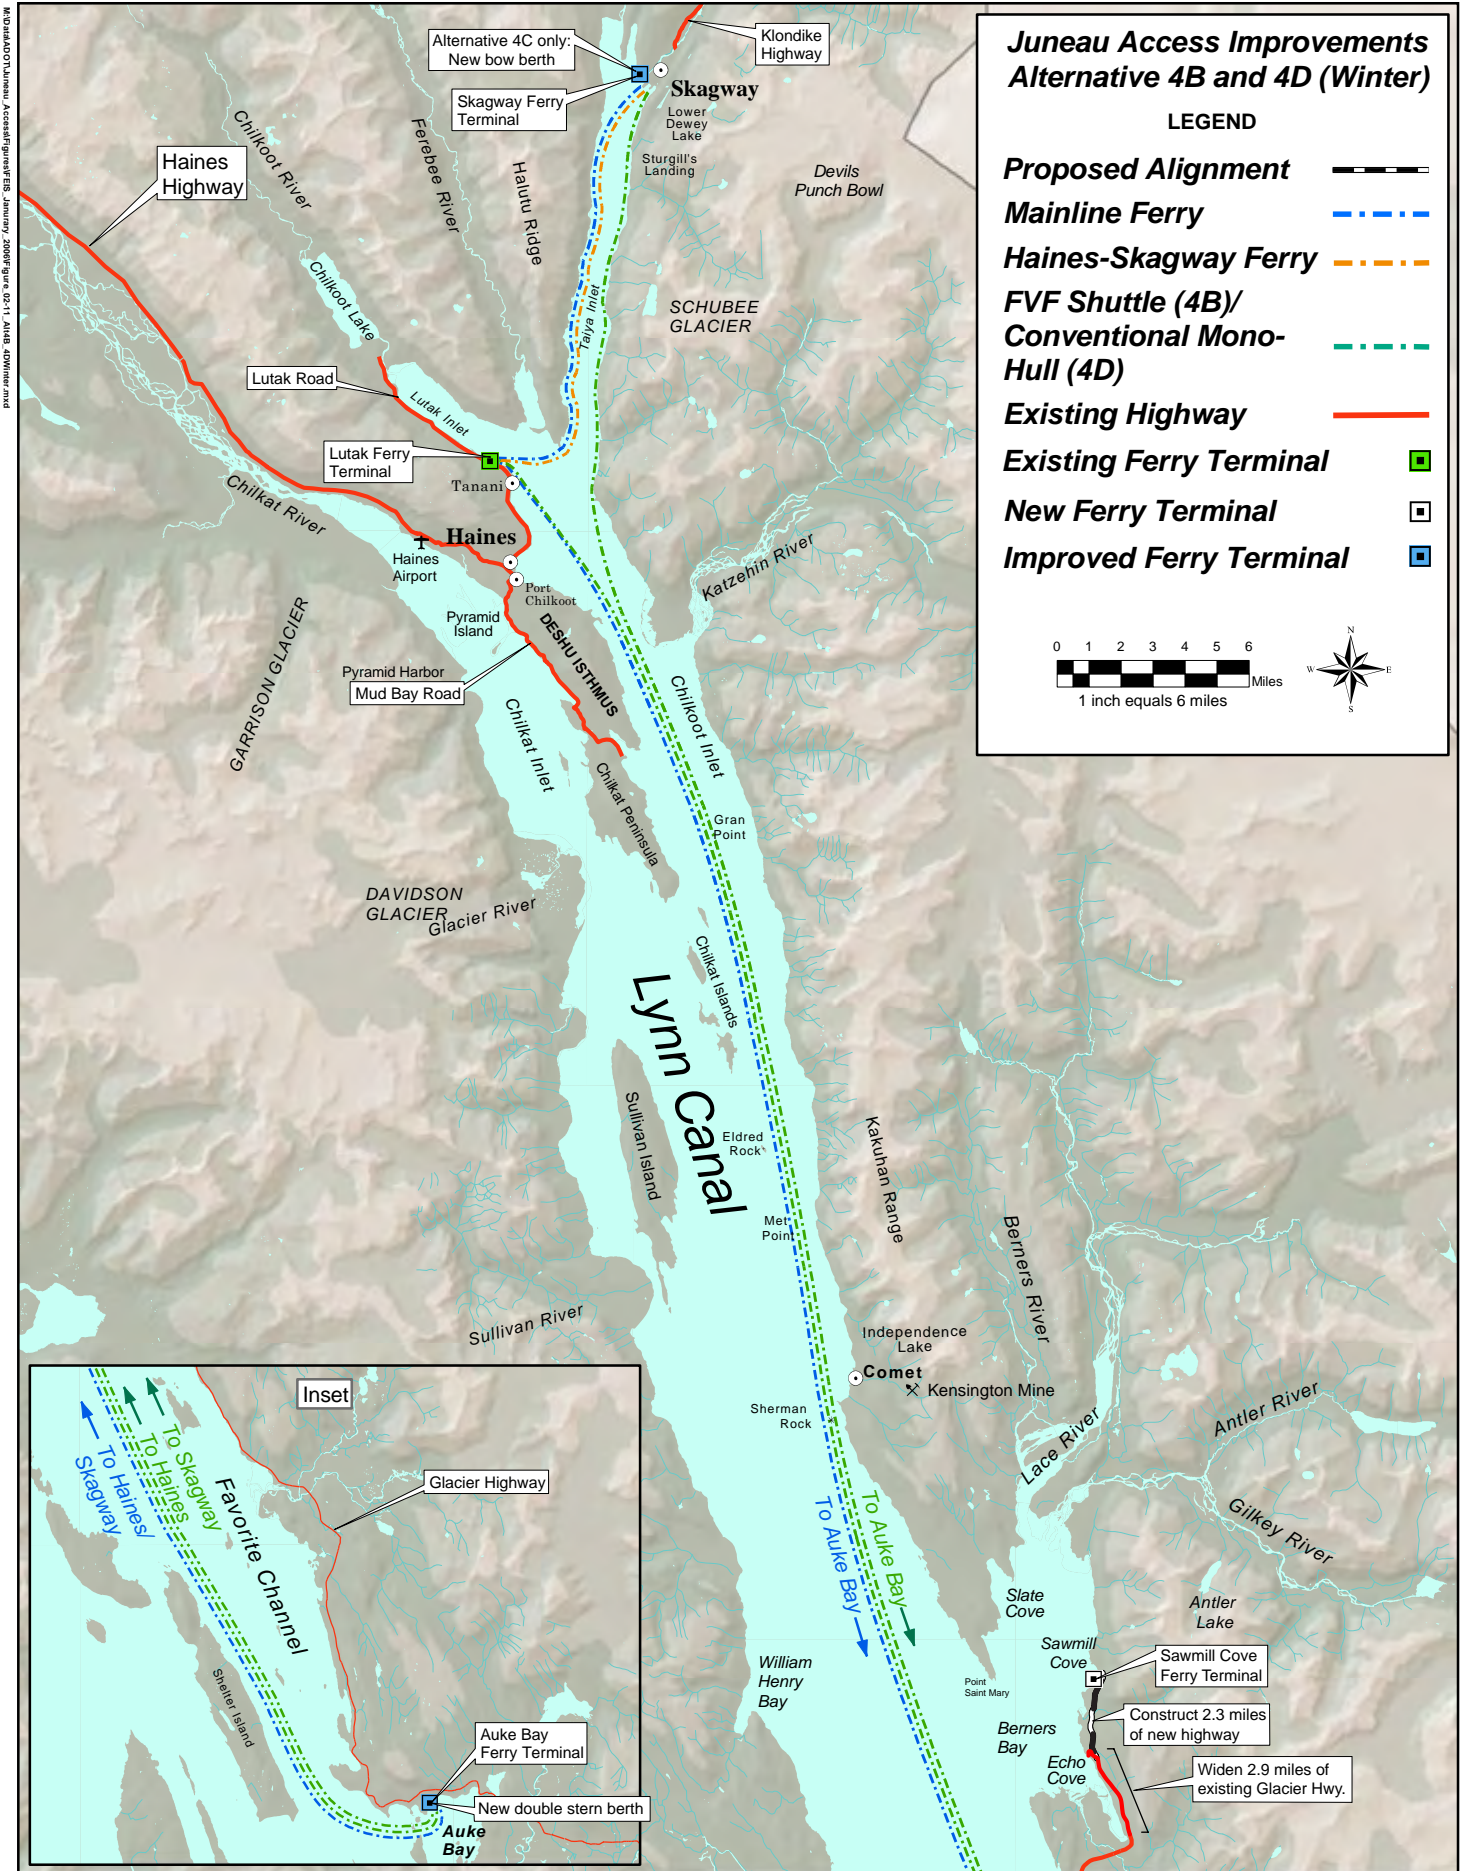 M:\Data\ADOT\Juneau_Access\Figures\FEIS_Janurary_2006\Figure_02-11_Alt4B_4DWinter.mxd
Juneau Access Improvements
Alternative 4B and 4D (Winter)
LEGEND
Proposed Alignment
Mainline Ferry
Haines-Skagway Ferry
FVF Shuttle (4B)/
Conventional Mono-
Hull (4D)
Existing Highway
Existing Ferry Terminal
New Ferry Terminal
Improved Ferry Terminal
0 1 2 3 4 5 6
Miles
1 inch equals 6 miles
N
W
E
S
Alternative 4C only:
New bow berth
Klondike
Highway
Skagway Ferry
Terminal
Skagway
Lower
Dewey
Lake
Sturgill's
Landing
Devils
Punch Bowl
Haines
Highway
Chilkoot River
Ferebee River
Halutu Ridge
Chilkoot Lake
Taiya Inlet
SCHUBEE
GLACIER
Lutak Road
Lutak Inlet
Lutak Ferry
Terminal
Tanani
Chilkat River
Haines
Haines
Airport
Port
Chilkoot
Katzehin River
Pyramid
Island
DESHU ISTHMUS
GARRISON GLACIER
Pyramid Harbor
Mud Bay Road
Chilkat Inlet
Chilkoot Inlet
Chilkat Peninsula
Gran
Point
DAVIDSON
GLACIER
Glacier River
Chilkat Islands
Lynn Canal
Sullivan Island
Eldred
Rock
Kakuhan Range
Met
Point
Berners River
Sullivan River
Independence
Lake
Comet
Kensington Mine
Sherman
Rock
Lace River
Antler River
Gilkey River
To Auke Bay
To Auke Bay
Slate
Cove
Antler
Lake
Sawmill
Cove
Sawmill Cove
Ferry Terminal
William
Henry
Bay
Point
Saint Mary
Construct 2.3 miles
of new highway
Berners
Bay
Echo
Cove
Widen 2.9 miles of
existing Glacier Hwy.
Inset
To Skagway
To Haines
To Haines/
Skagway
Favorite Channel
Glacier Highway
Shelter Island
Auke Bay
Ferry Terminal
New double stern berth
Auke
Bay